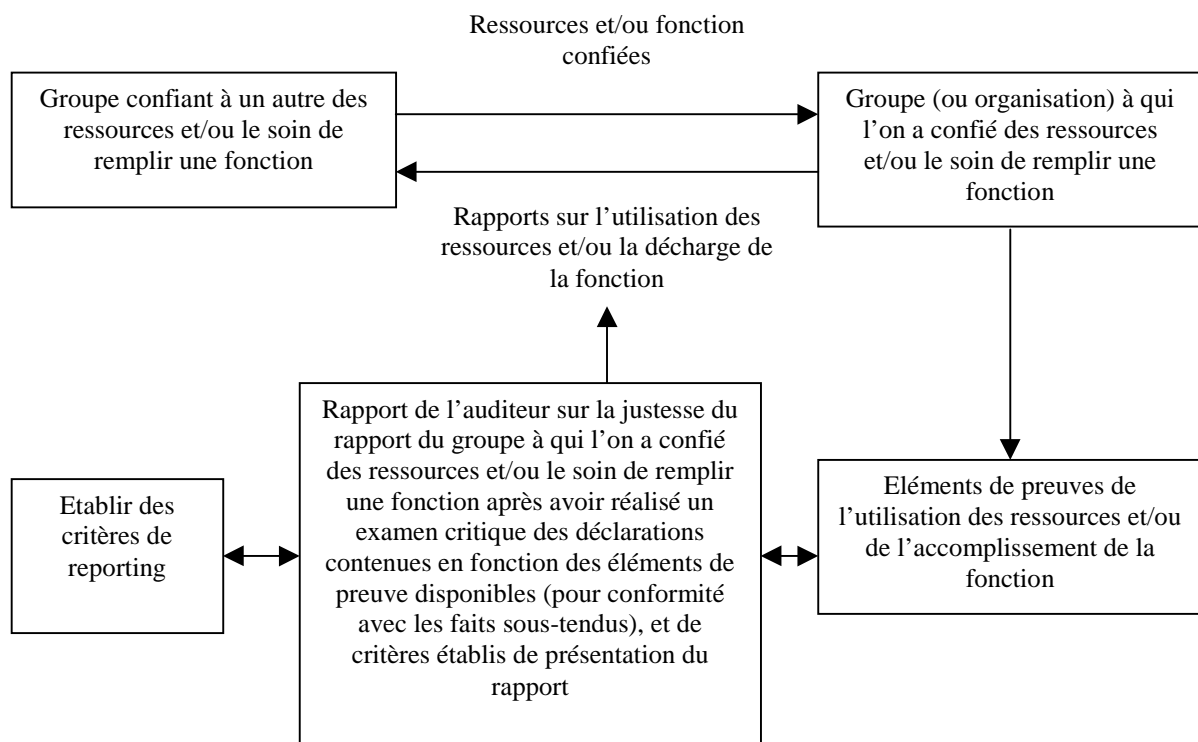 Ressources et/ou fonction
confiées
Groupe confiant à un autre des
ressources et/ou le soin de
remplir une fonction
Groupe (ou organisation) à qui
l’on a confié des ressources
et/ou le soin de remplir une
fonction
Rapports sur l’utilisation des
ressources et/ou la décharge de
la fonction
Rapport de l’auditeur sur la justesse du
rapport du groupe à qui l’on a confié
des ressources et/ou le soin de remplir
une fonction après avoir réalisé un
examen critique des déclarations
contenues en fonction des éléments de
preuve disponibles (pour conformité
avec les faits sous-tendus), et de
critères établis de présentation du
rapport
Etablir des
critères de
reporting
Eléments de preuves de
l’utilisation des ressources et/ou
de l’accomplissement de la
fonction